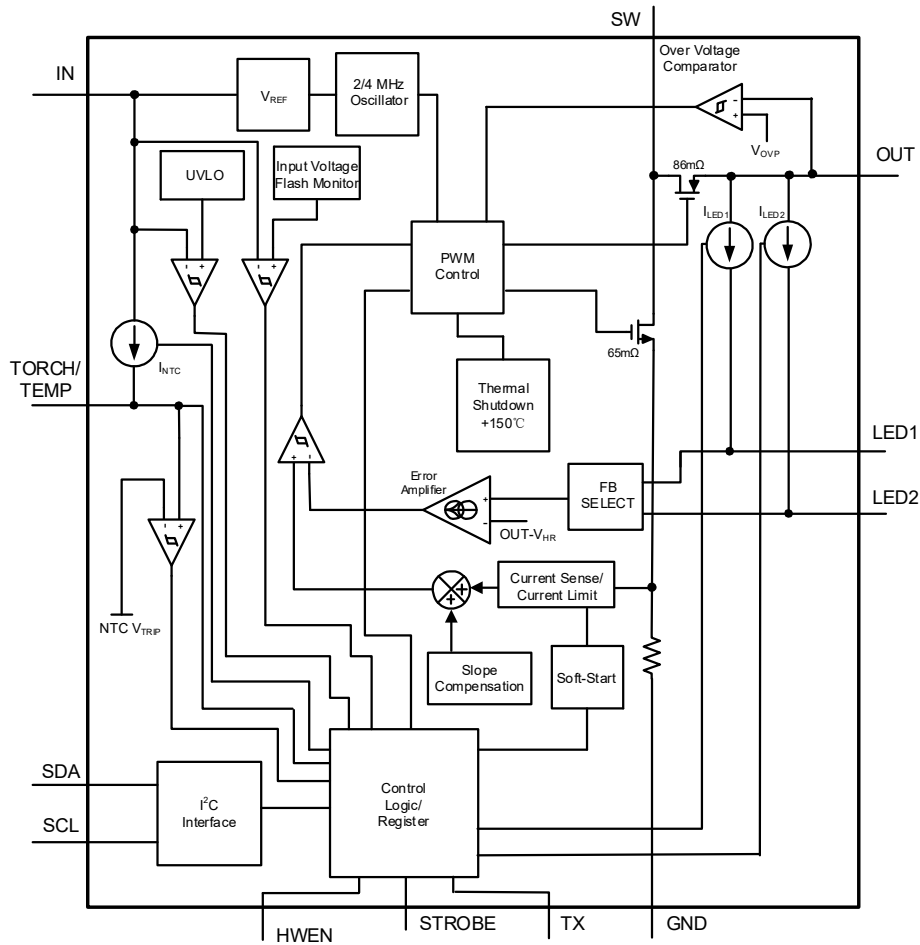 SW
Over Voltage
Comparator
IN
VREF
2/4 MHz
Oscillator
-
+
VOVP
OUT
86mΩ
UVLO
Input Voltage
Flash Monitor
ILED1
ILED2
- +
- +
PWM
Control
65mΩ
INTC
TORCH/
TEMP
Thermal
Shutdown
+150℃
LED1
+ -
Error
Amplifier
+
-
FB
SELECT
LED2
OUT-VHR
- +
Current Sense/
Current Limit
+
+
NTC VTRIP
Slope
Compensation
Soft-Start
SDA
I²C
Interface
Control
Logic/
Register
SCL
HWEN
STROBE
TX
GND